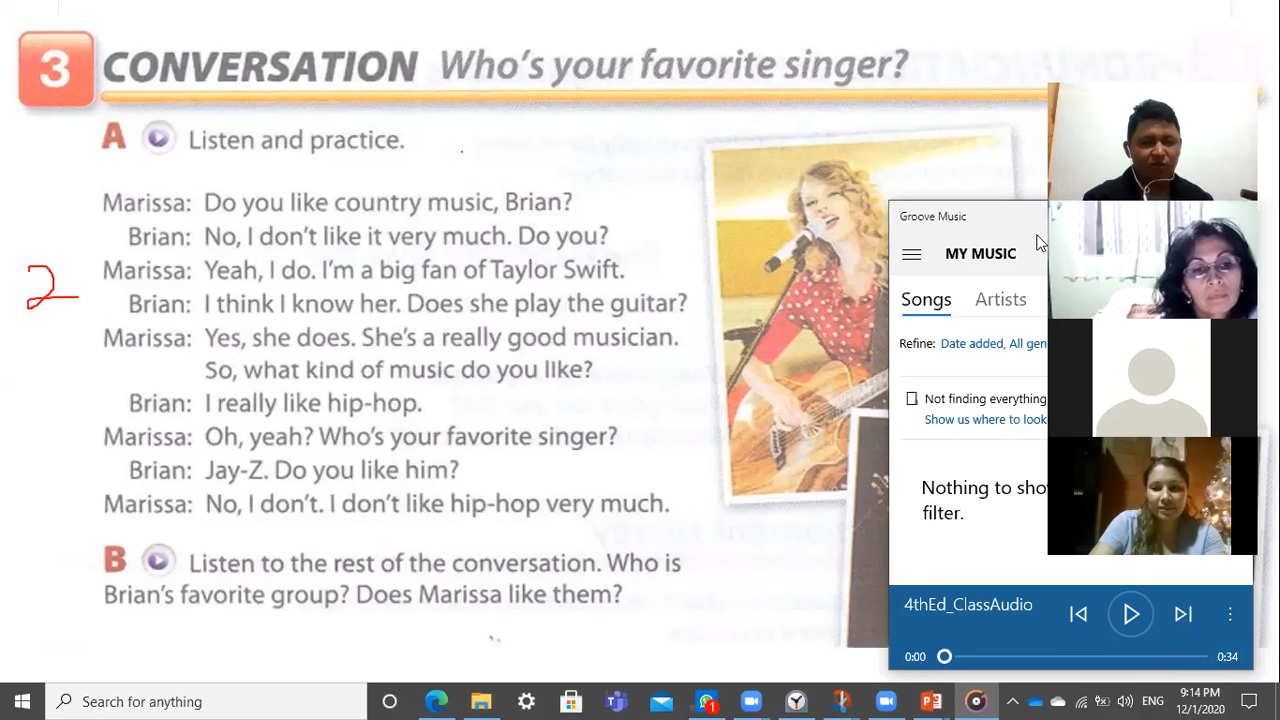 3 CONVERSATION Who's your favorite singer?
A Listen and practice.
Marissa: Do you like country music, Brian?
Brian: No, I don't like it very much. Do you?
Marissa: Yeah, I do. I'm a big fan of Taylor Swift.
2
Brian: I think I know her. Does she play the guitar?
Marissa: Yes, she does. She's a really good musician.
So, what kind of music do you like?
Brian: I really like hip-hop.
Marissa: Oh, yeah? Who's your favorite singer?
Brian: Jay-Z. Do you like him?
Marissa: No, I don't. I don't like hip-hop very much.
B Listen to the rest of the conversation. Who is
Brian's favorite group? Does Marissa like them?
Groove Music
MY MUSIC
Songs Artists
Refine: Date added, All gen
Not finding everything
Show us where to look
Nothing to sho
filter.
4thEd_ClassAudio
0:00 0:34
Search for anything
1
ENG
9:14 PM
12/1/2020